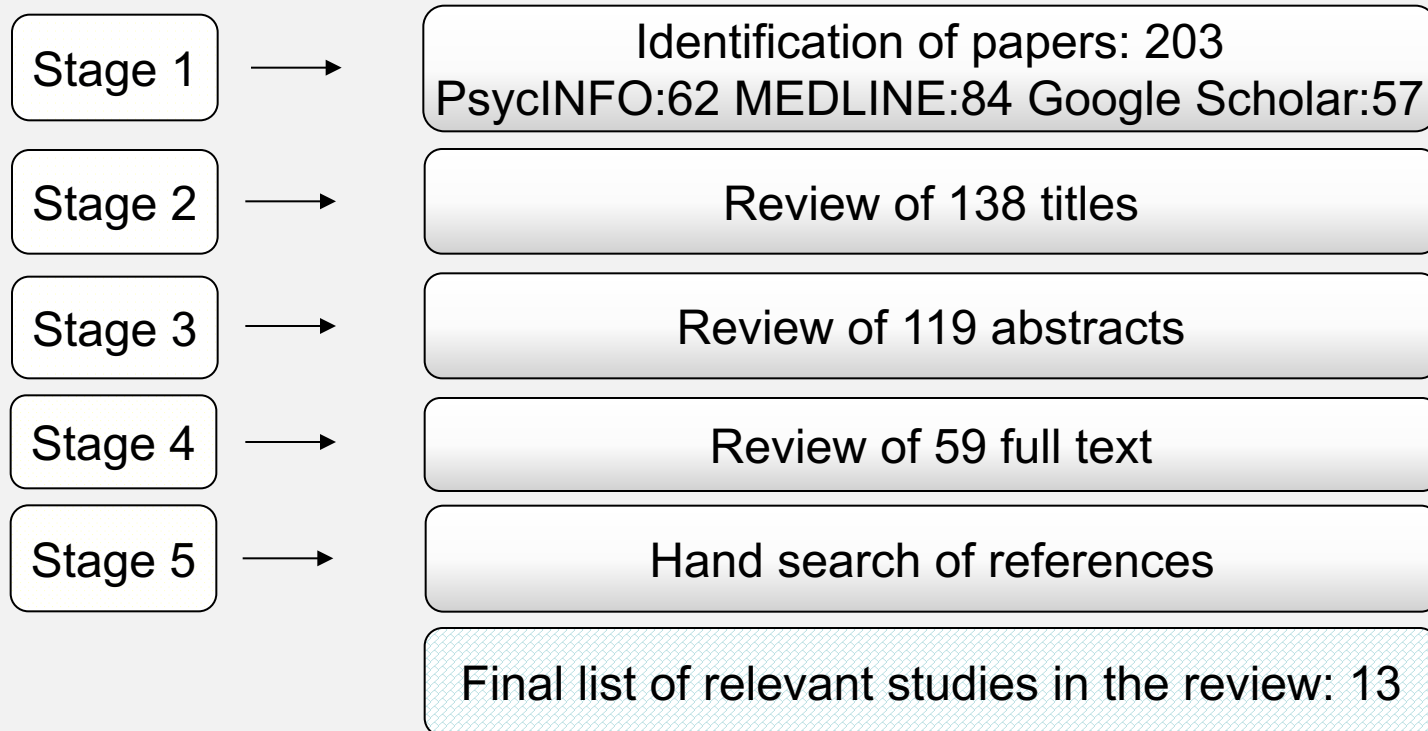 Stage 1
Identification of papers: 203
PsycINFO:62 MEDLINE:84 Google Scholar:57
Stage 2
Review of 138 titles
Stage 3
Review of 119 abstracts
Stage 4
Review of 59 full text
Stage 5
Hand search of references
Final list of relevant studies in the review: 13